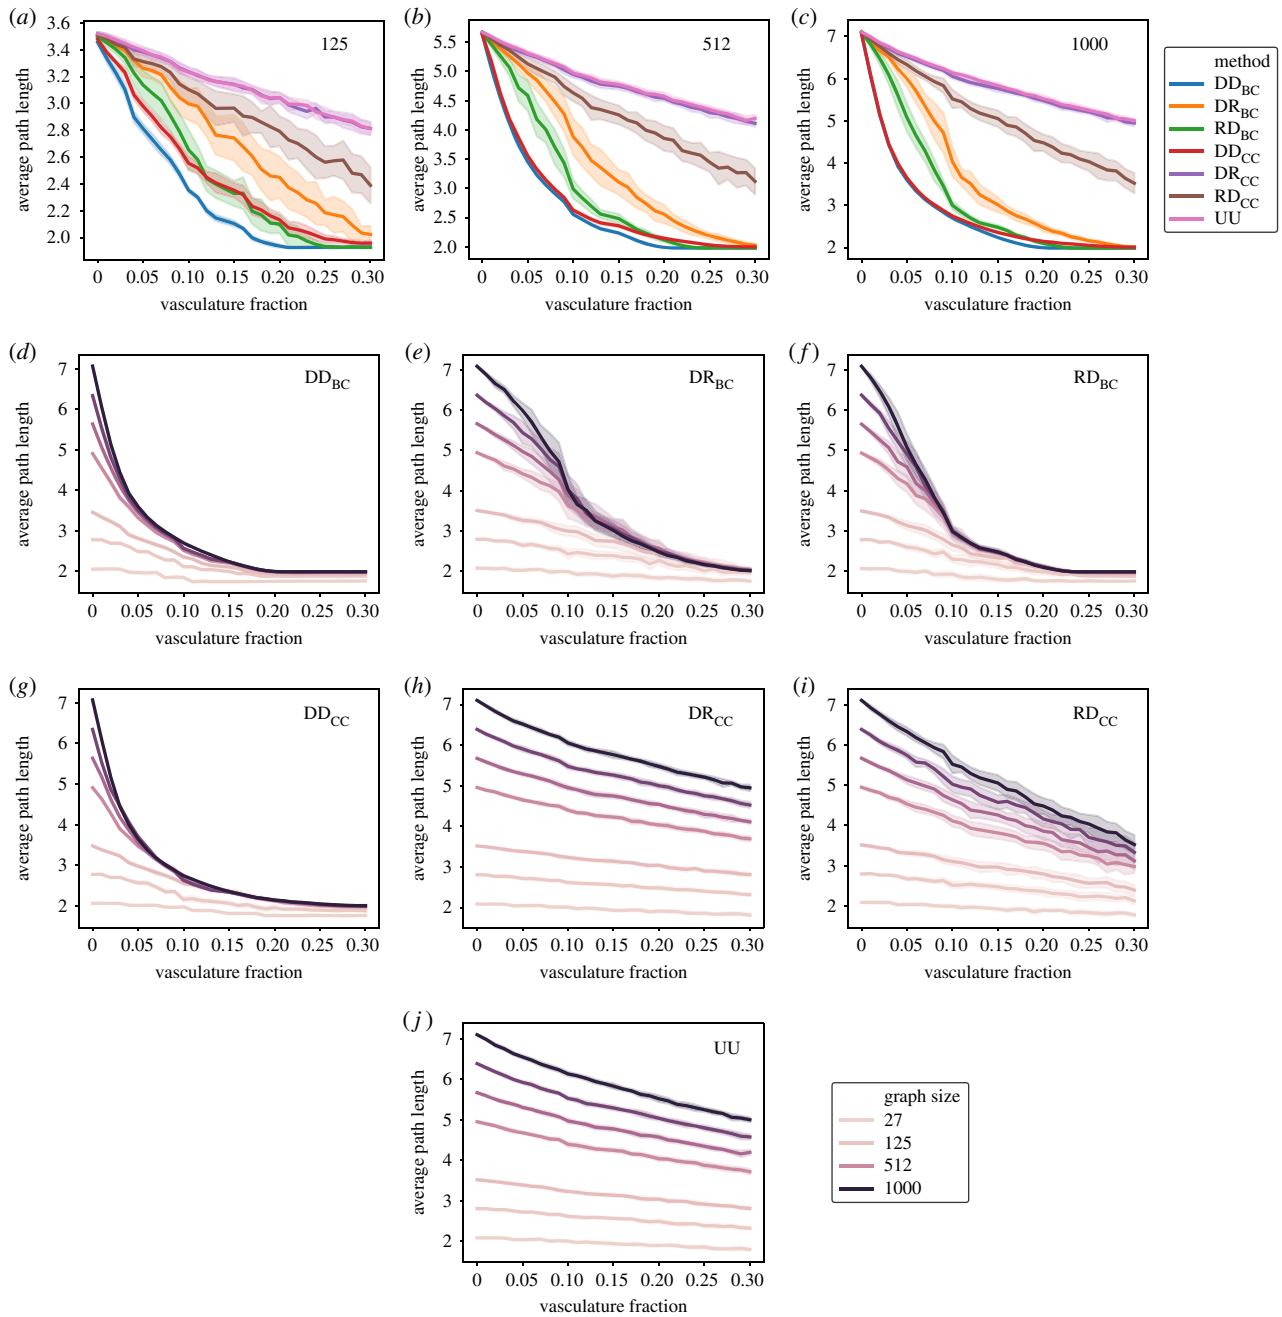 (a)
125
3.6
3.4
3.2
3.0
2.8
2.6
2.4
2.2
2.0
average path length
0 0.05 0.10 0.15 0.20 0.25 0.30
vasculature fraction
(b)
512
5.5
5.0
4.5
4.0
3.5
3.0
2.5
2.0
average path length
0 0.05 0.10 0.15 0.20 0.25 0.30
vasculature fraction
(c)
1000
7
6
5
4
3
2
average path length
0 0.05 0.10 0.15 0.20 0.25 0.30
vasculature fraction
method
DD_BC
DR_BC
RD_BC
DD_CC
DR_CC
RD_CC
UU
(d)
DD_BC
7
6
5
4
3
2
average path length
0 0.05 0.10 0.15 0.20 0.25 0.30
vasculature fraction
(e)
DR_BC
7
6
5
4
3
2
average path length
0 0.05 0.10 0.15 0.20 0.25 0.30
vasculature fraction
(f)
RD_BC
7
6
5
4
3
2
average path length
0 0.05 0.10 0.15 0.20 0.25 0.30
vasculature fraction
(g)
DD_CC
7
6
5
4
3
2
average path length
0 0.05 0.10 0.15 0.20 0.25 0.30
vasculature fraction
(h)
DR_CC
7
6
5
4
3
2
average path length
0 0.05 0.10 0.15 0.20 0.25 0.30
vasculature fraction
(i)
RD_CC
7
6
5
4
3
2
average path length
0 0.05 0.10 0.15 0.20 0.25 0.30
vasculature fraction
(j)
UU
7
6
5
4
3
2
average path length
0 0.05 0.10 0.15 0.20 0.25 0.30
vasculature fraction
graph size
27
125
512
1000